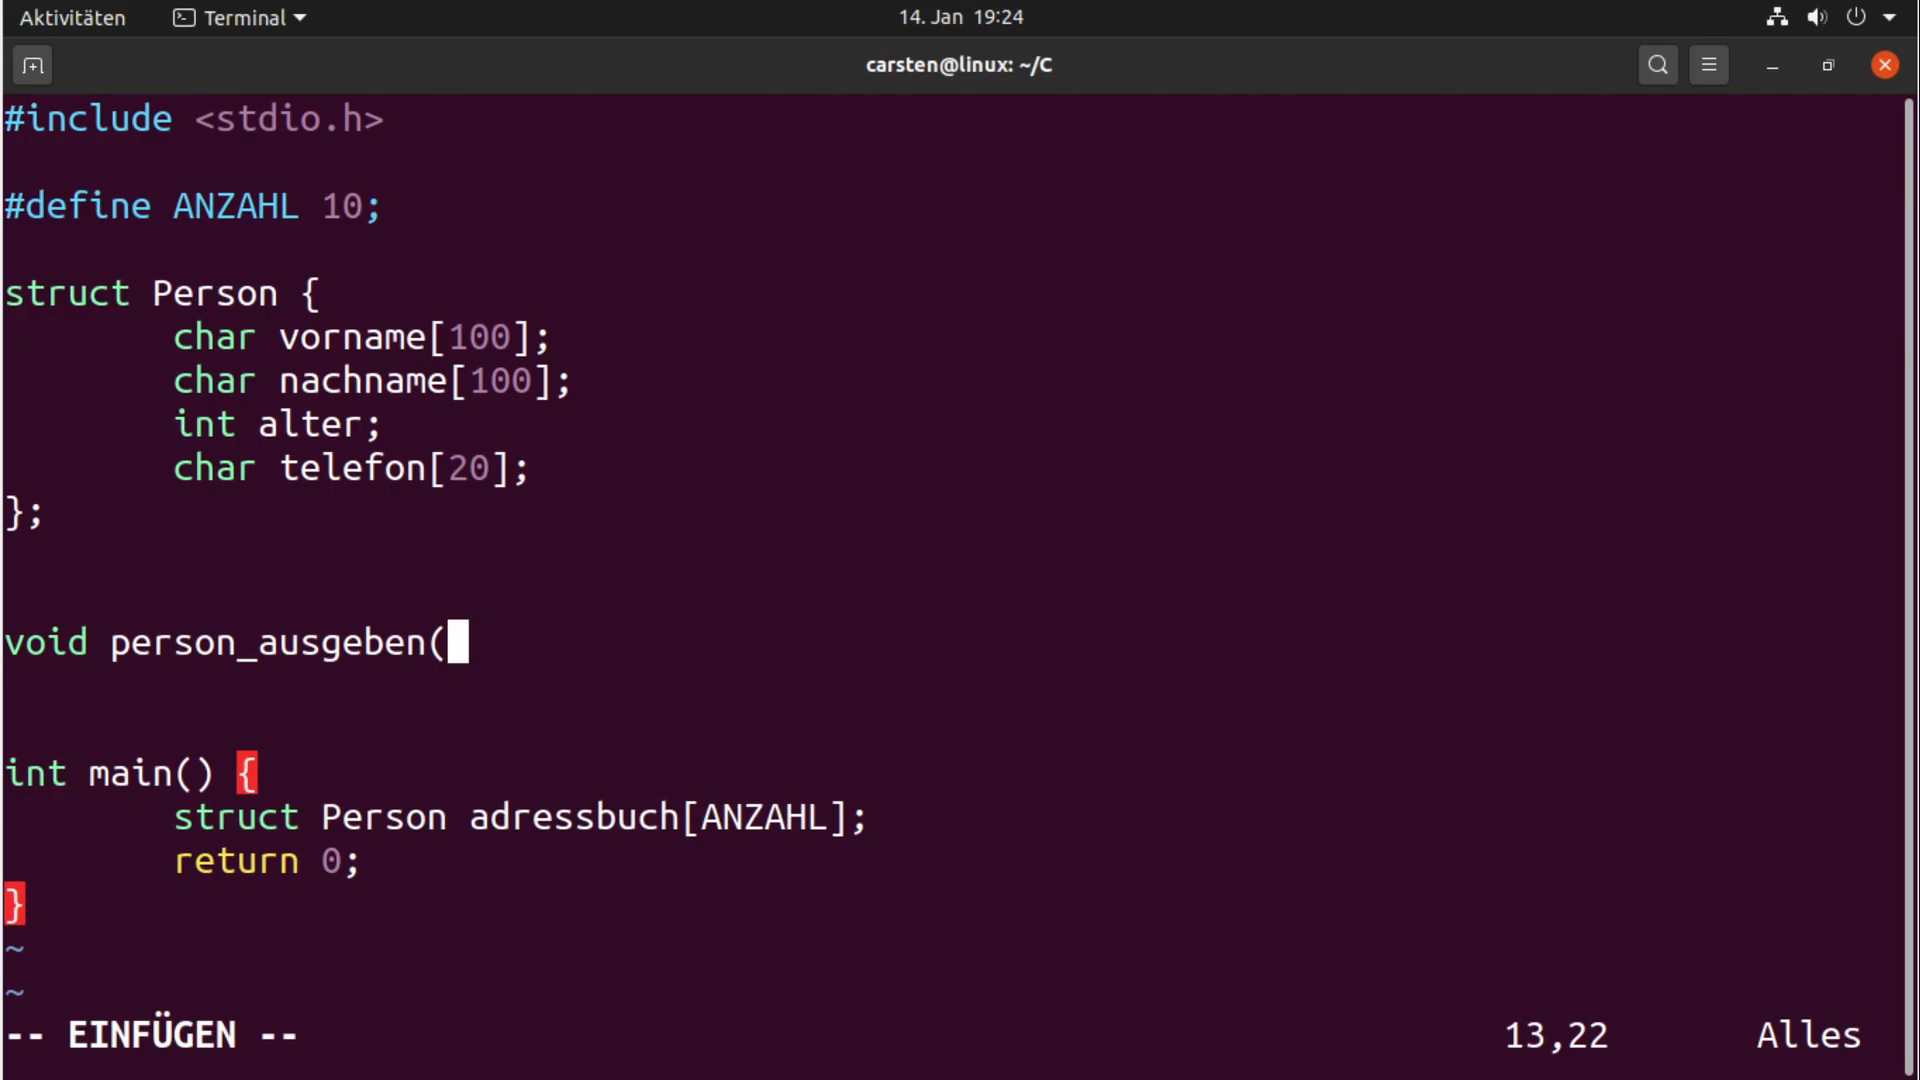 Aktivitäten Terminal 14. Jan 19:24
carsten@linux: ~/C
#include <stdio.h>
#define ANZAHL 10;
struct Person {
char vorname[100];
char nachname[100];
int alter;
char telefon[20];
};
void person_ausgeben(
int main() {
struct Person adressbuch[ANZAHL];
return 0;
}
~
~
-- EINFÜGEN -- 13,22 Alles